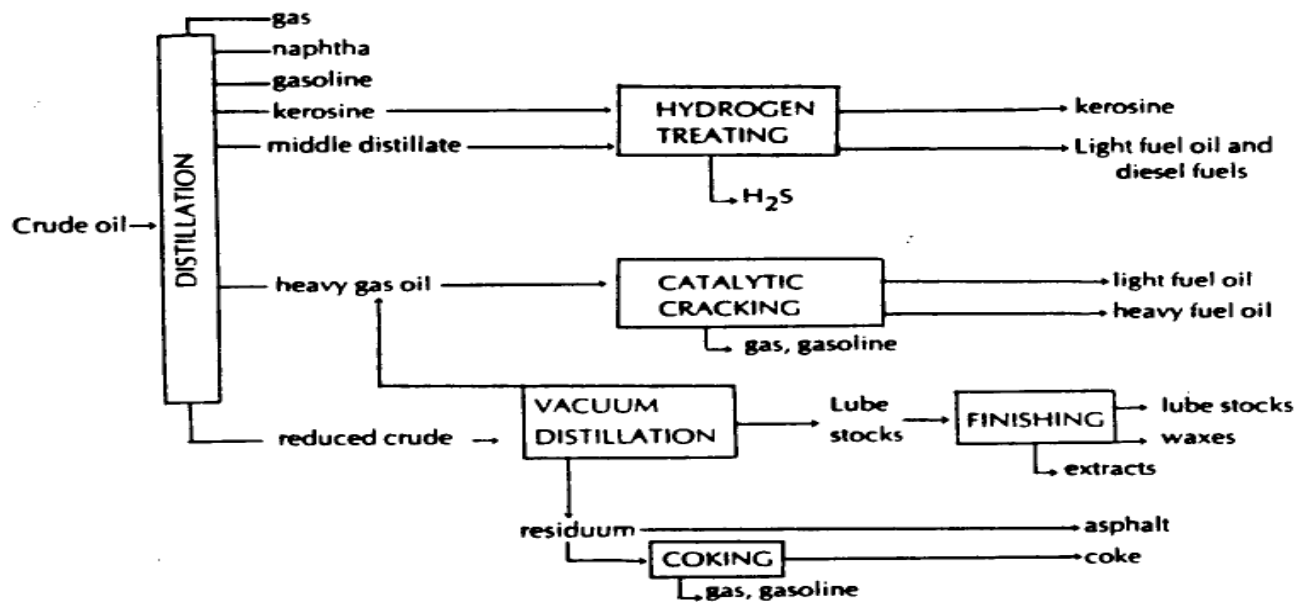 gas
naphtha
gasoline
kerosine
HYDROGEN
TREATING
kerosine
middle distillate
Light fuel oil and
diesel fuels
H2S
Crude oil
DISTILLATION
heavy gas oil
CATALYTIC
CRACKING
light fuel oil
heavy fuel oil
gas, gasoline
reduced crude
VACUUM
DISTILLATION
Lube
stocks
FINISHING
lube stocks
waxes
extracts
residuum
asphalt
COKING
coke
gas, gasoline